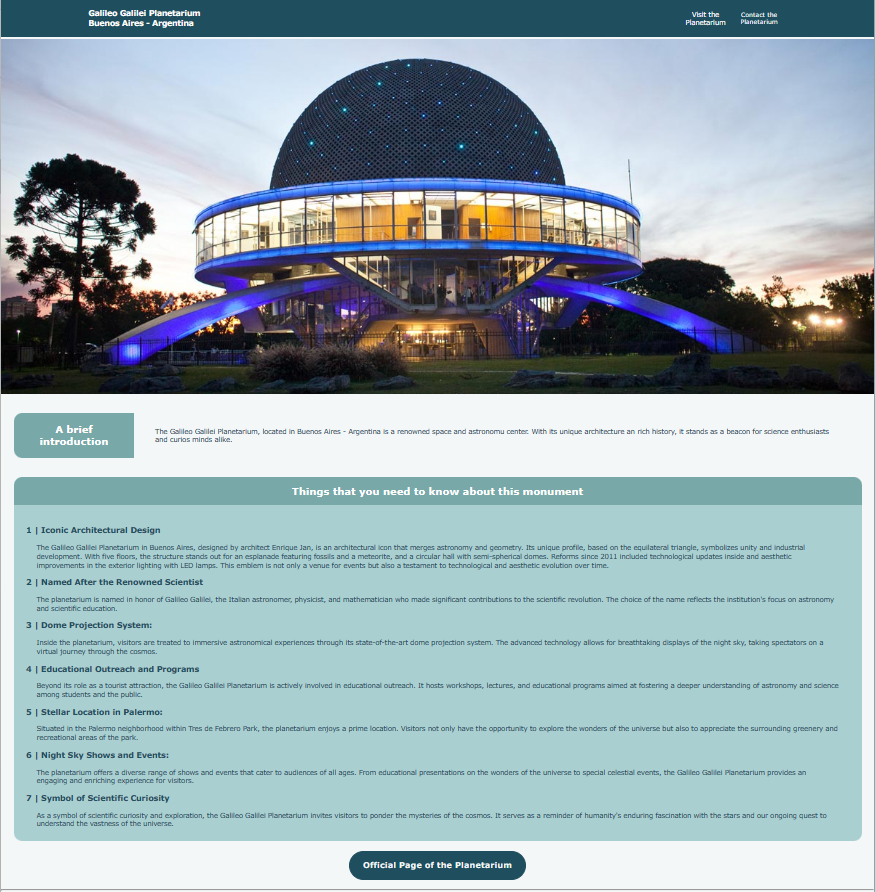 Galileo Galilei Planetarium
Buenos Aires - Argentina
Visit the
Planetarium
Contact the
Planetarium
A brief
introduction
The Galileo Galilei Planetarium, located in Buenos Aires - Argentina is a renowned space and astronomu center. With its unique architecture an rich history, it stands as a beacon for science enthusiasts
and curios minds alike.
Things that you need to know about this monument
1 | Iconic Architectural Design
The Galileo Galilei Planetarium in Buenos Aires, designed by architect Enrique Jan, is an architectural icon that merges astronomy and geometry. Its unique profile, based on the equilateral triangle, symbolizes unity and industrial
development. With five floors, the structure stands out for an esplanade featuring fossils and a meteorite, and a circular hall with semi-spherical domes. Reforms since 2011 included technological updates inside and aesthetic
improvements in the exterior lighting with LED lamps. This emblem is not only a venue for events but also a testament to technological and aesthetic evolution over time.
2 | Named After the Renowned Scientist
The planetarium is named in honor of Galileo Galilei, the Italian astronomer, physicist, and mathematician who made significant contributions to the scientific revolution. The choice of the name reflects the institution's focus on astronomy
and scientific education.
3 | Dome Projection System:
Inside the planetarium, visitors are treated to immersive astronomical experiences through its state-of-the-art dome projection system. The advanced technology allows for breathtaking displays of the night sky, taking spectators on a
virtual journey through the cosmos.
4 | Educational Outreach and Programs
Beyond its role as a tourist attraction, the Galileo Galilei Planetarium is actively involved in educational outreach. It hosts workshops, lectures, and educational programs aimed at fostering a deeper understanding of astronomy and science
among students and the public.
5 | Stellar Location in Palermo:
Situated in the Palermo neighborhood within Tres de Febrero Park, the planetarium enjoys a prime location. Visitors not only have the opportunity to explore the wonders of the universe but also to appreciate the surrounding greenery and
recreational areas of the park.
6 | Night Sky Shows and Events:
The planetarium offers a diverse range of shows and events that cater to audiences of all ages. From educational presentations on the wonders of the universe to special celestial events, the Galileo Galilei Planetarium provides an
engaging and enriching experience for visitors.
7 | Symbol of Scientific Curiosity
As a symbol of scientific curiosity and exploration, the Galileo Galilei Planetarium invites visitors to ponder the mysteries of the cosmos. It serves as a reminder of humanity's enduring fascination with the stars and our ongoing quest to
understand the vastness of the universe.
Official Page of the Planetarium